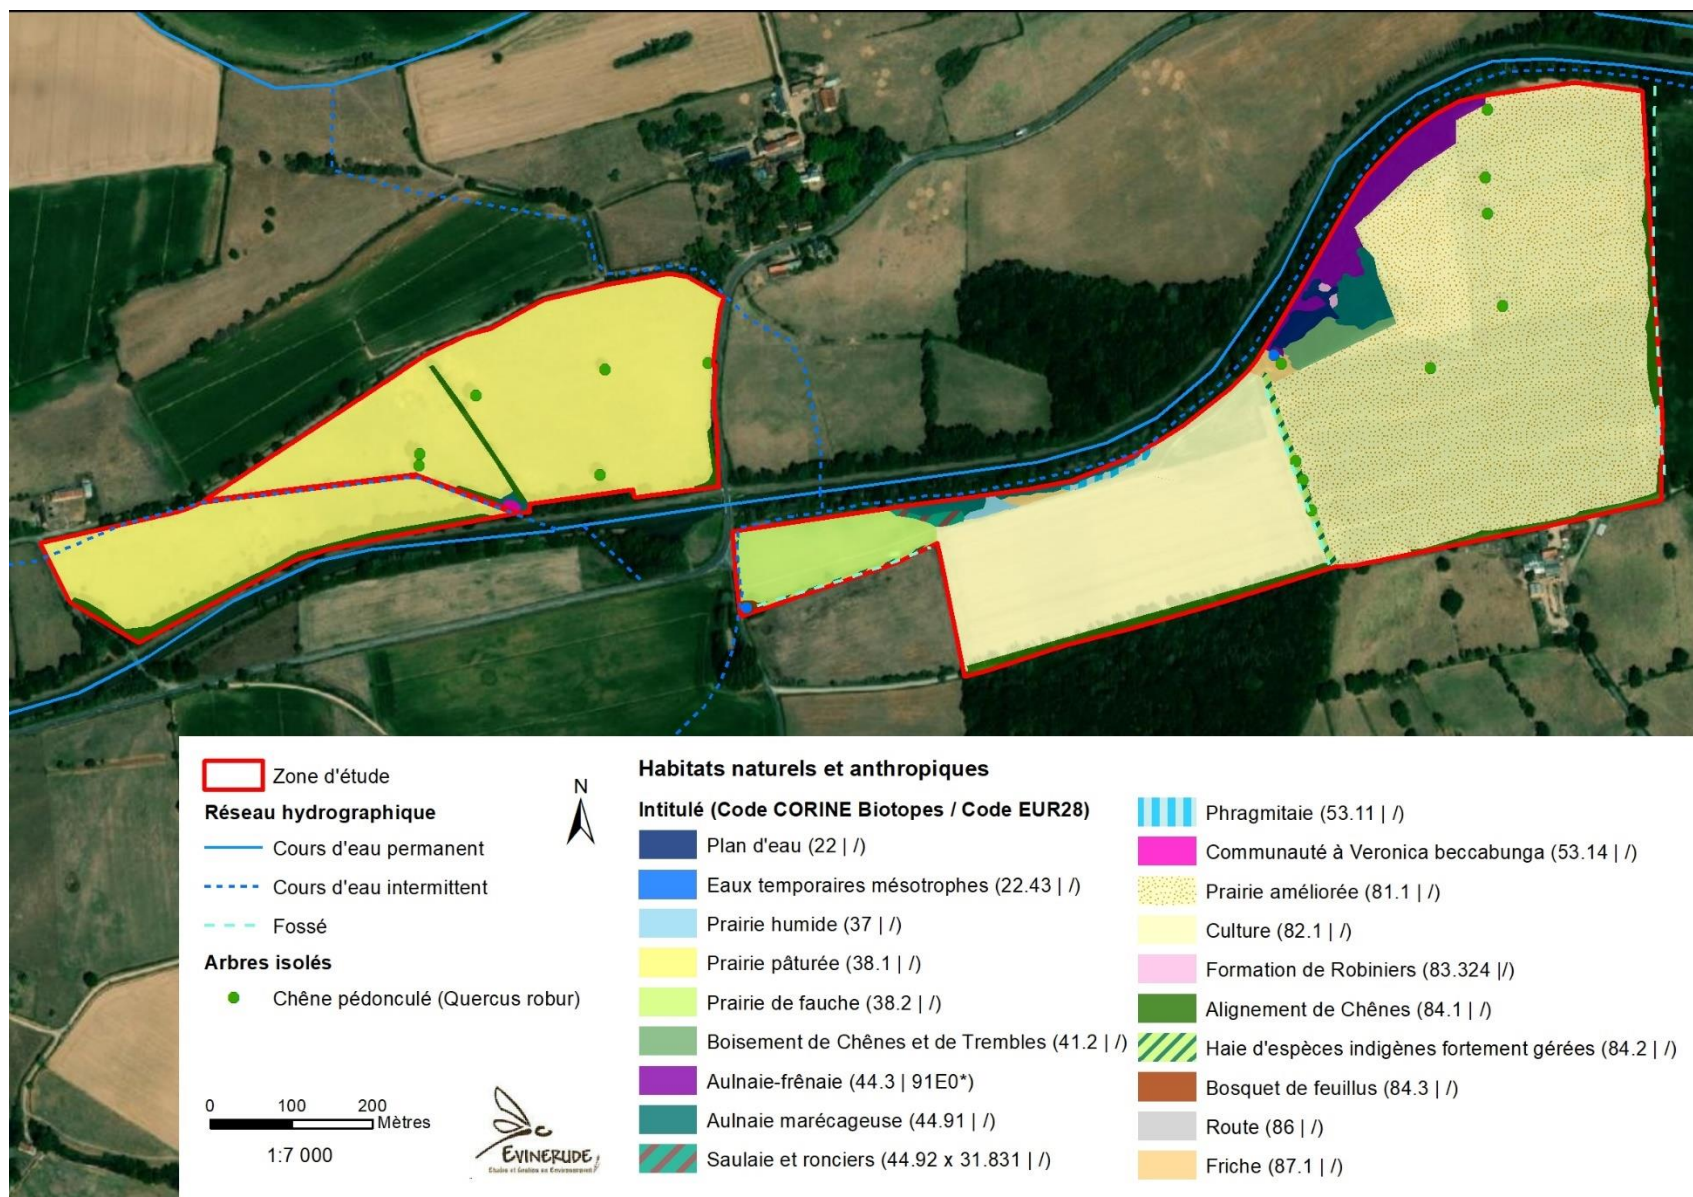 Zone d'étude
Réseau hydrographique
Cours d'eau permanent
Cours d'eau intermittent
Fossé
Arbres isolés
Chêne pédonculé (Quercus robur)
N
0 100 200
Mètres
1:7 000
EVINERUDE
Etudes et Gestion en Environnement
Habitats naturels et anthropiques
Intitulé (Code CORINE Biotopes / Code EUR28)
Plan d'eau (22 | /)
Eaux temporaires mésotrophes (22.43 | /)
Prairie humide (37 | /)
Prairie pâturée (38.1 | /)
Prairie de fauche (38.2 | /)
Boisement de Chênes et de Trembles (41.2 | /)
Aulnaie-frênaie (44.3 | 91E0*)
Aulnaie marécageuse (44.91 | /)
Saulaie et ronciers (44.92 x 31.831 | /)
Phragmitaie (53.11 | /)
Communauté à Veronica beccabunga (53.14 | /)
Prairie améliorée (81.1 | /)
Culture (82.1 | /)
Formation de Robiniers (83.324 |/)
Alignement de Chênes (84.1 | /)
Haie d'espèces indigènes fortement gérées (84.2 | /)
Bosquet de feuillus (84.3 | /)
Route (86 | /)
Friche (87.1 | /)